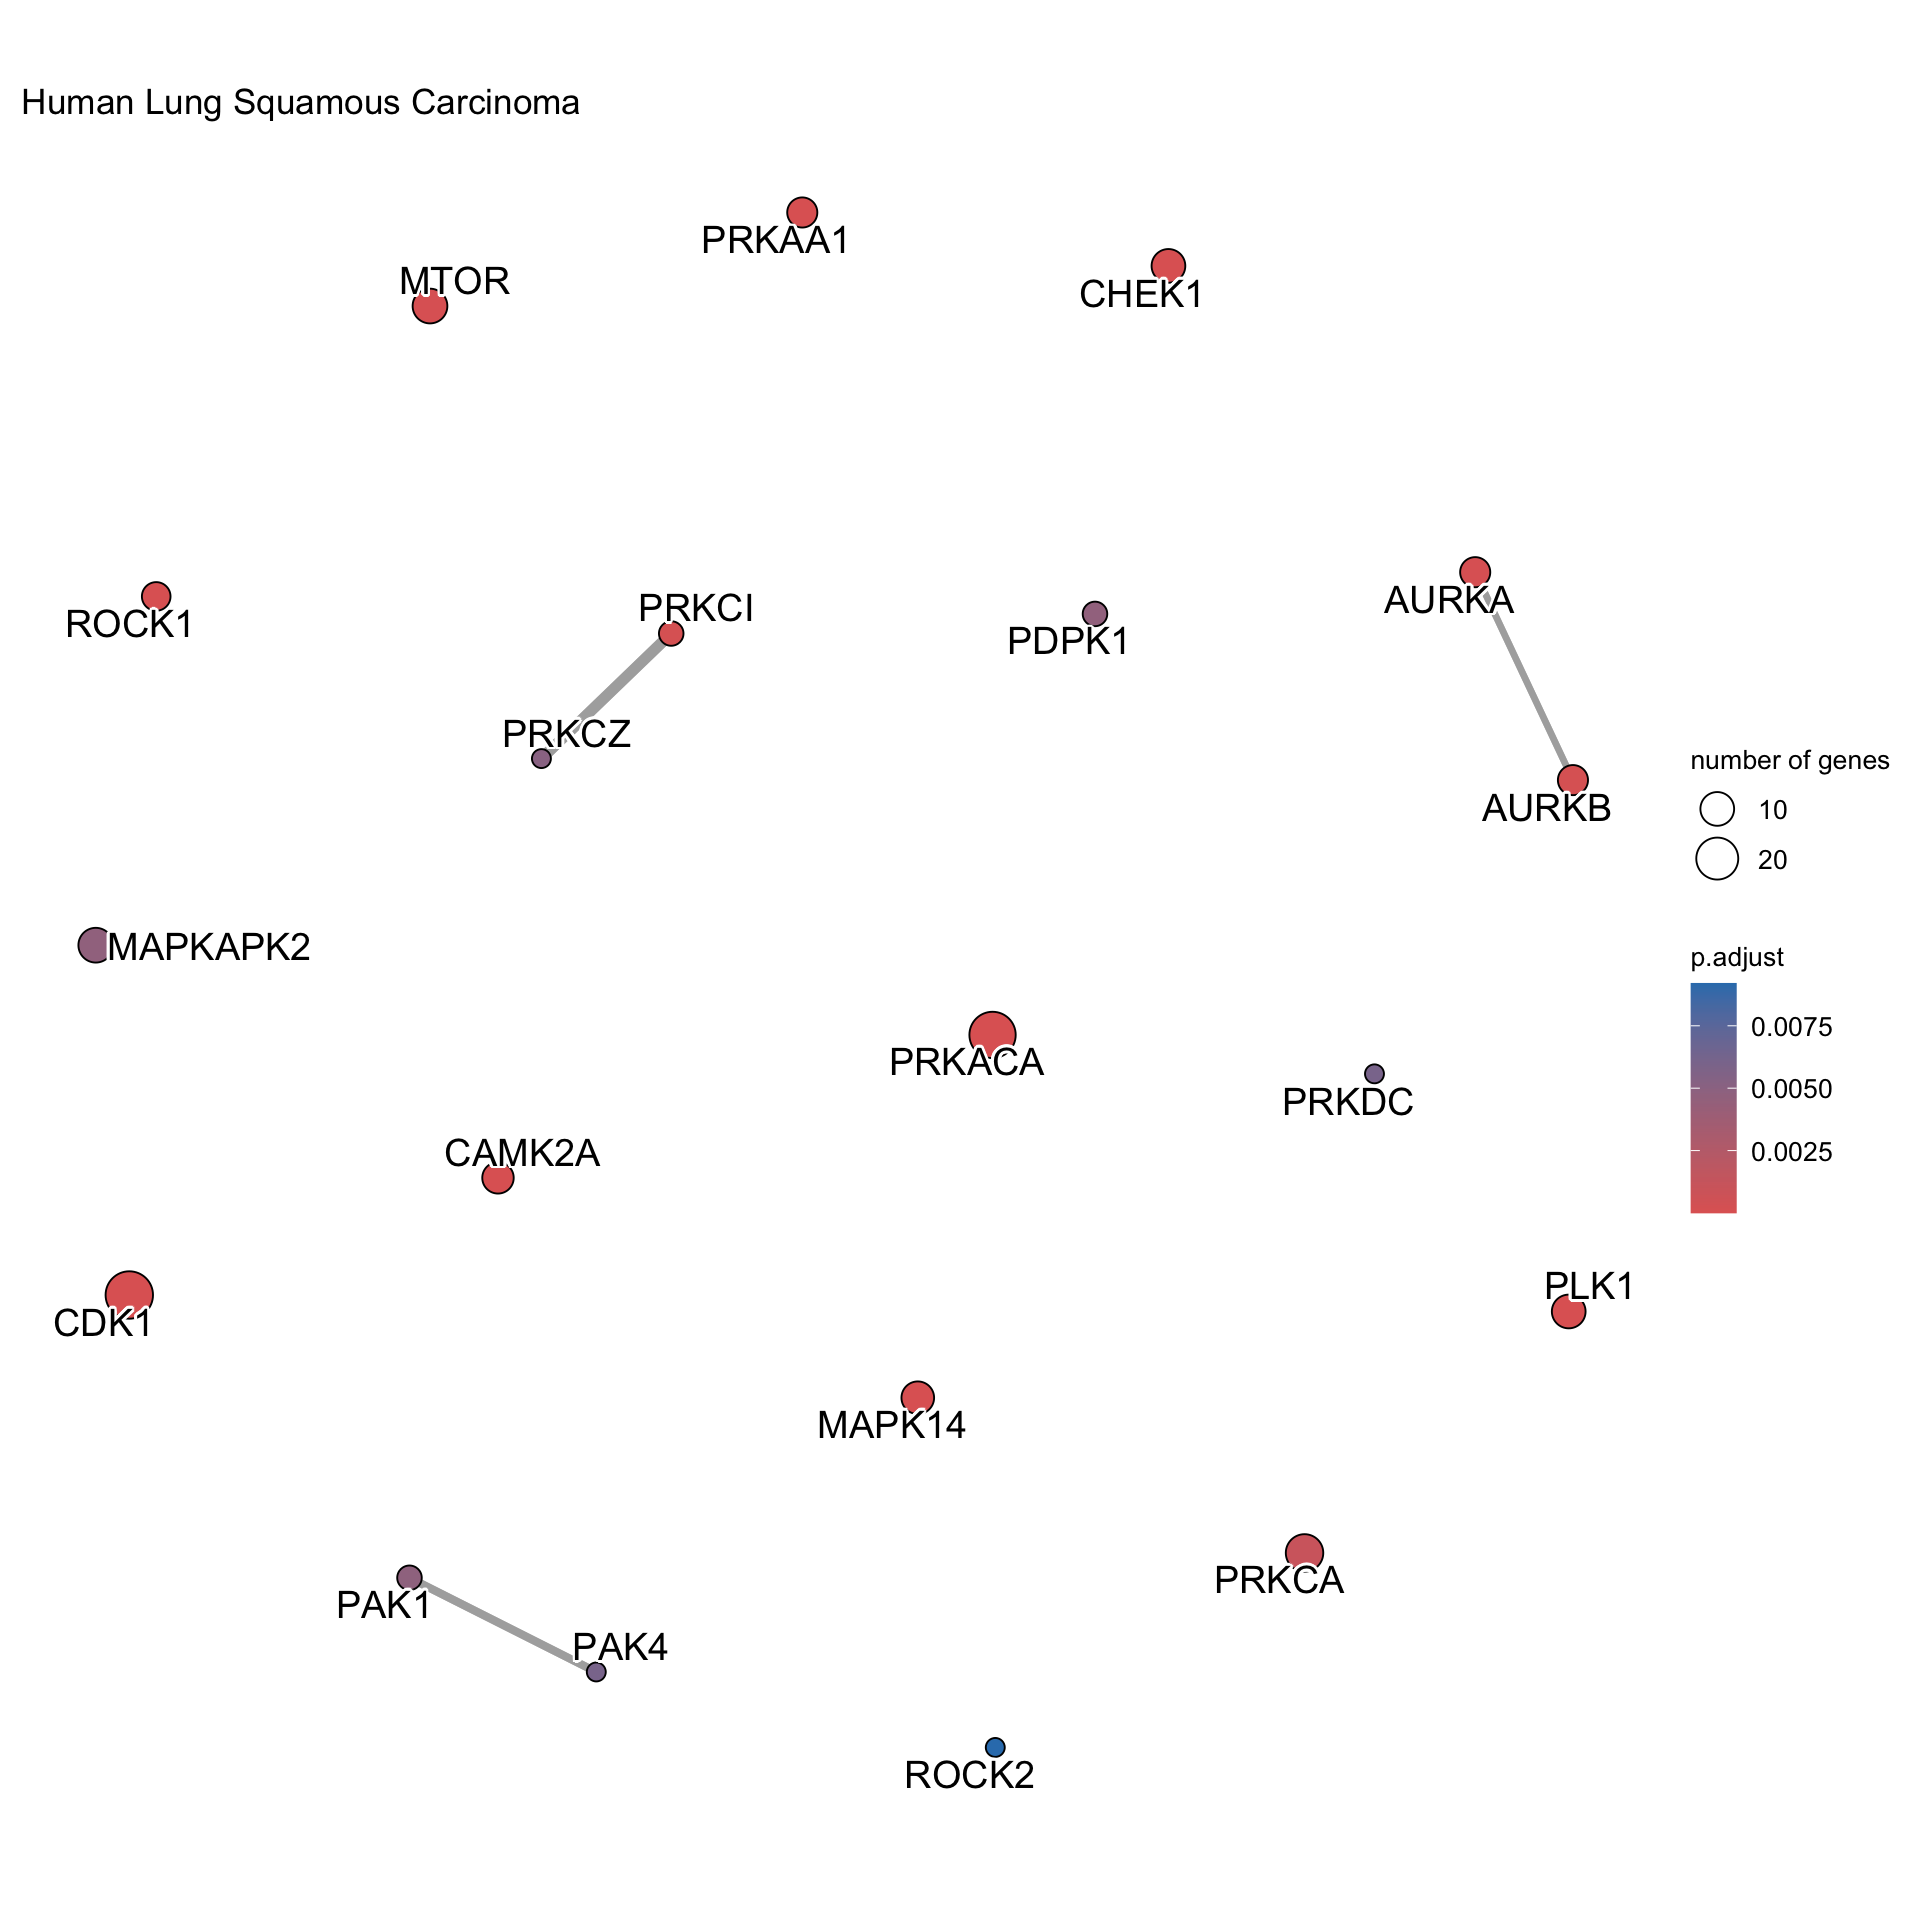 Human Lung Squamous Carcinoma
PRKAA1
MTOR
CHEK1
ROCK1
PRKCI
PDPK1
AURKA
PRKCZ
AURKB
number of genes
10
20
MAPKAPK2
p.adjust
0.0075
0.0050
0.0025
PRKACA
PRKDC
CAMK2A
CDK1
PLK1
MAPK14
PRKCA
PAK1
PAK4
ROCK2